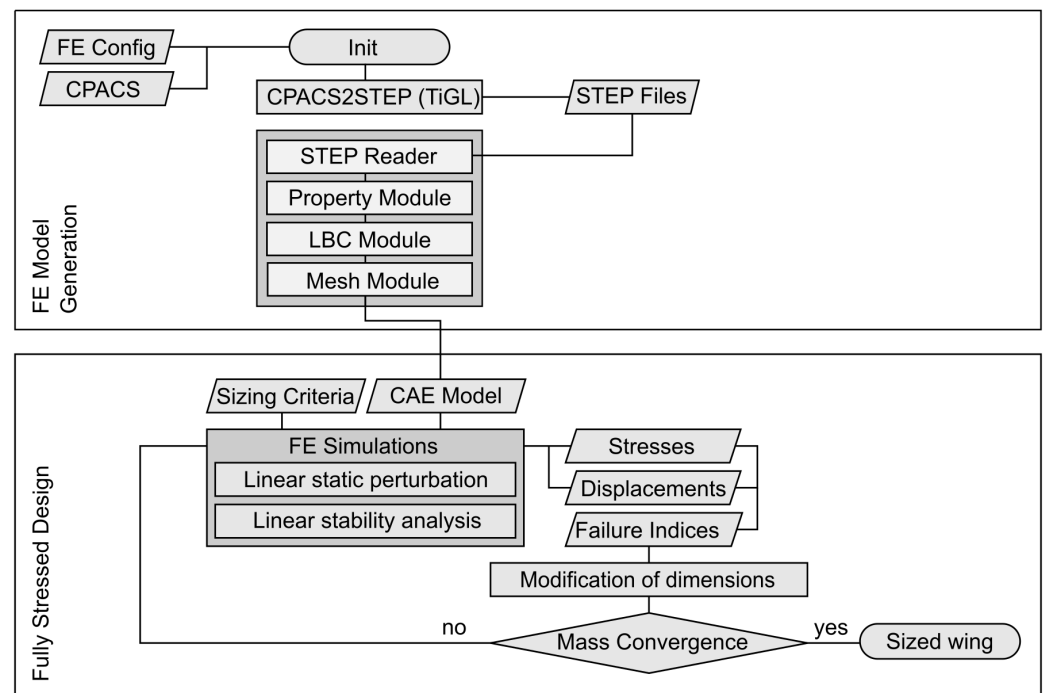 FE Config
Init
CPACS
CPACS2STEP (TiGL)
STEP Files
STEP Reader
Property Module
LBC Module
Mesh Module
FE Model
Generation
Sizing Criteria
CAE Model
FE Simulations
Linear static perturbation
Linear stability analysis
Stresses
Displacements
Failure Indices
Modification of dimensions
Mass Convergence
no
yes
Sized wing
Fully Stressed Design